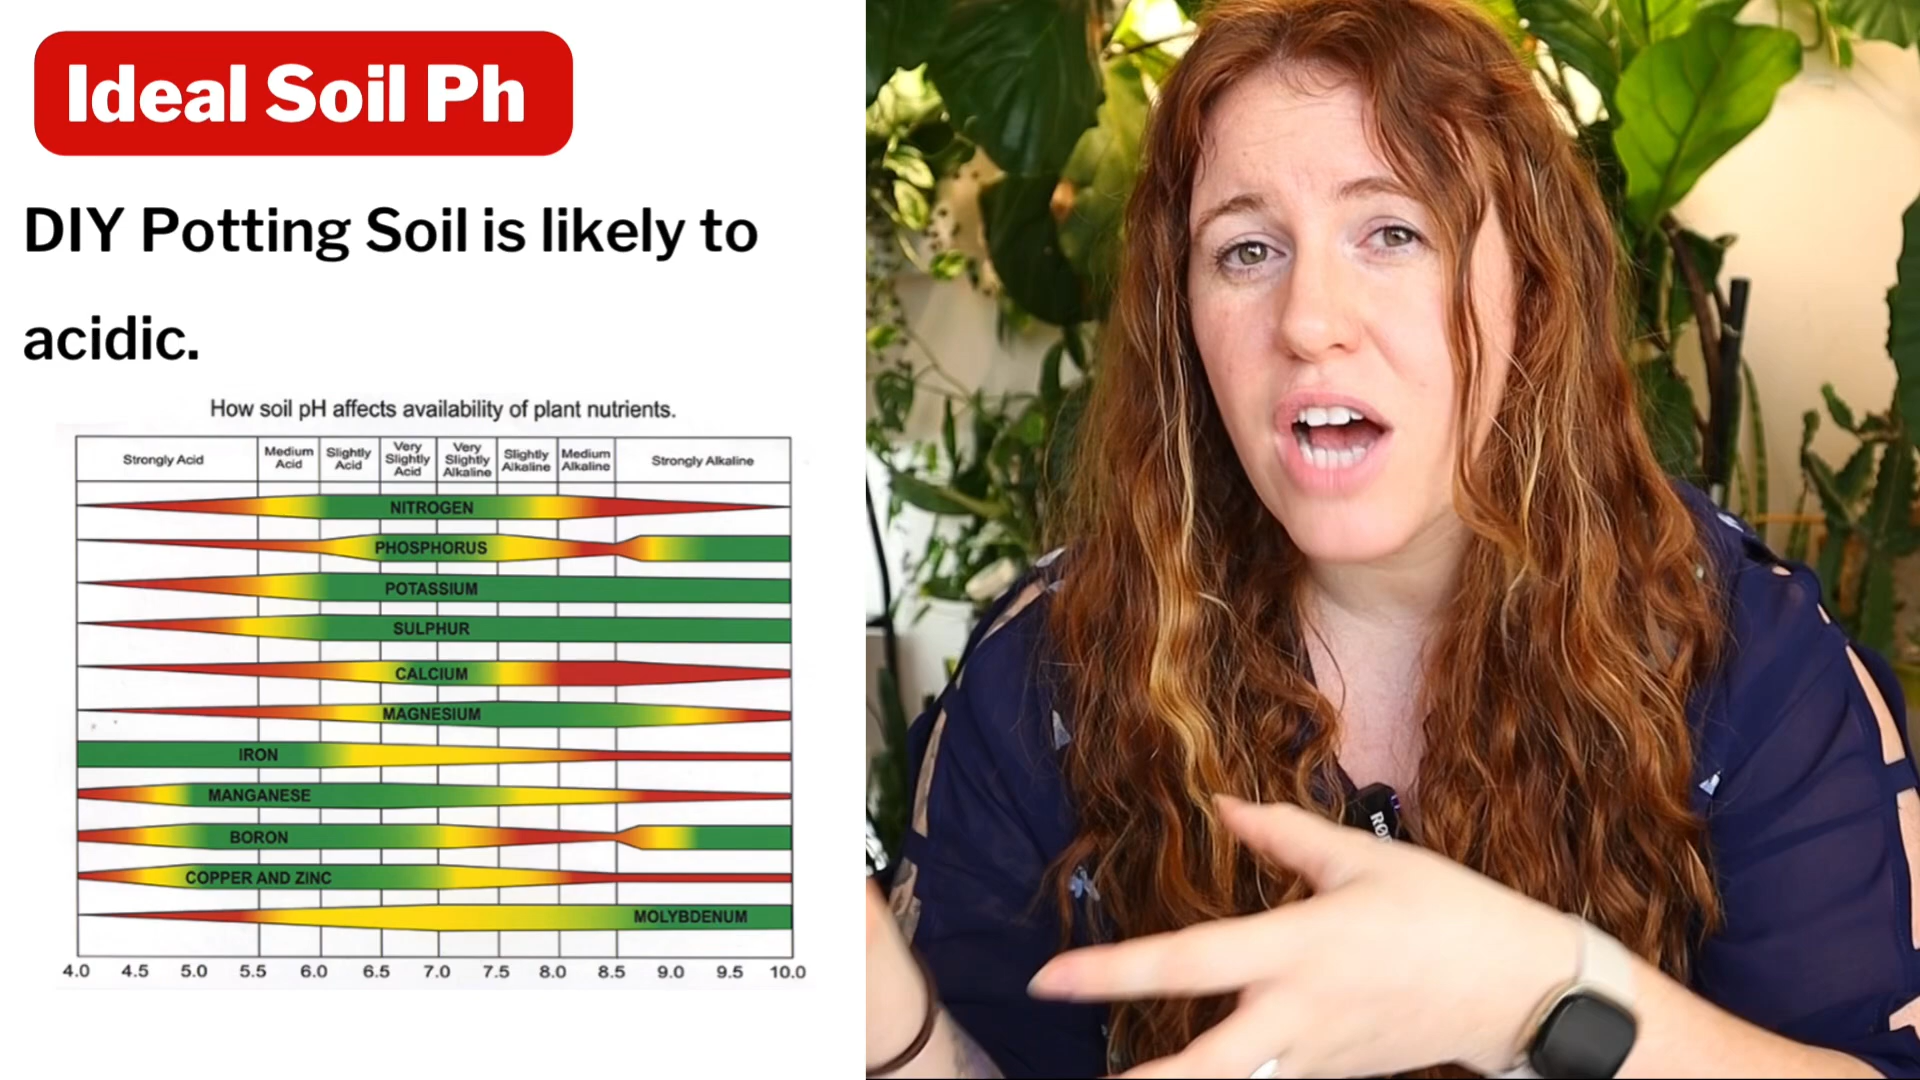 Ideal Soil Ph
DIY Potting Soil is likely to
acidic.
How soil pH affects availability of plant nutrients.
Strongly Acid
Medium
Acid
Slightly
Acid
Very
Slightly
Acid
Very
Slightly
Alkaline
Slightly
Alkaline
Medium
Alkaline
Strongly Alkaline
NITROGEN
PHOSPHORUS
POTASSIUM
SULPHUR
CALCIUM
MAGNESIUM
IRON
MANGANESE
BORON
COPPER AND ZINC
MOLYBDENUM
4.0 4.5 5.0 5.5 6.0 6.5 7.0 7.5 8.0 8.5 9.0 9.5 10.0